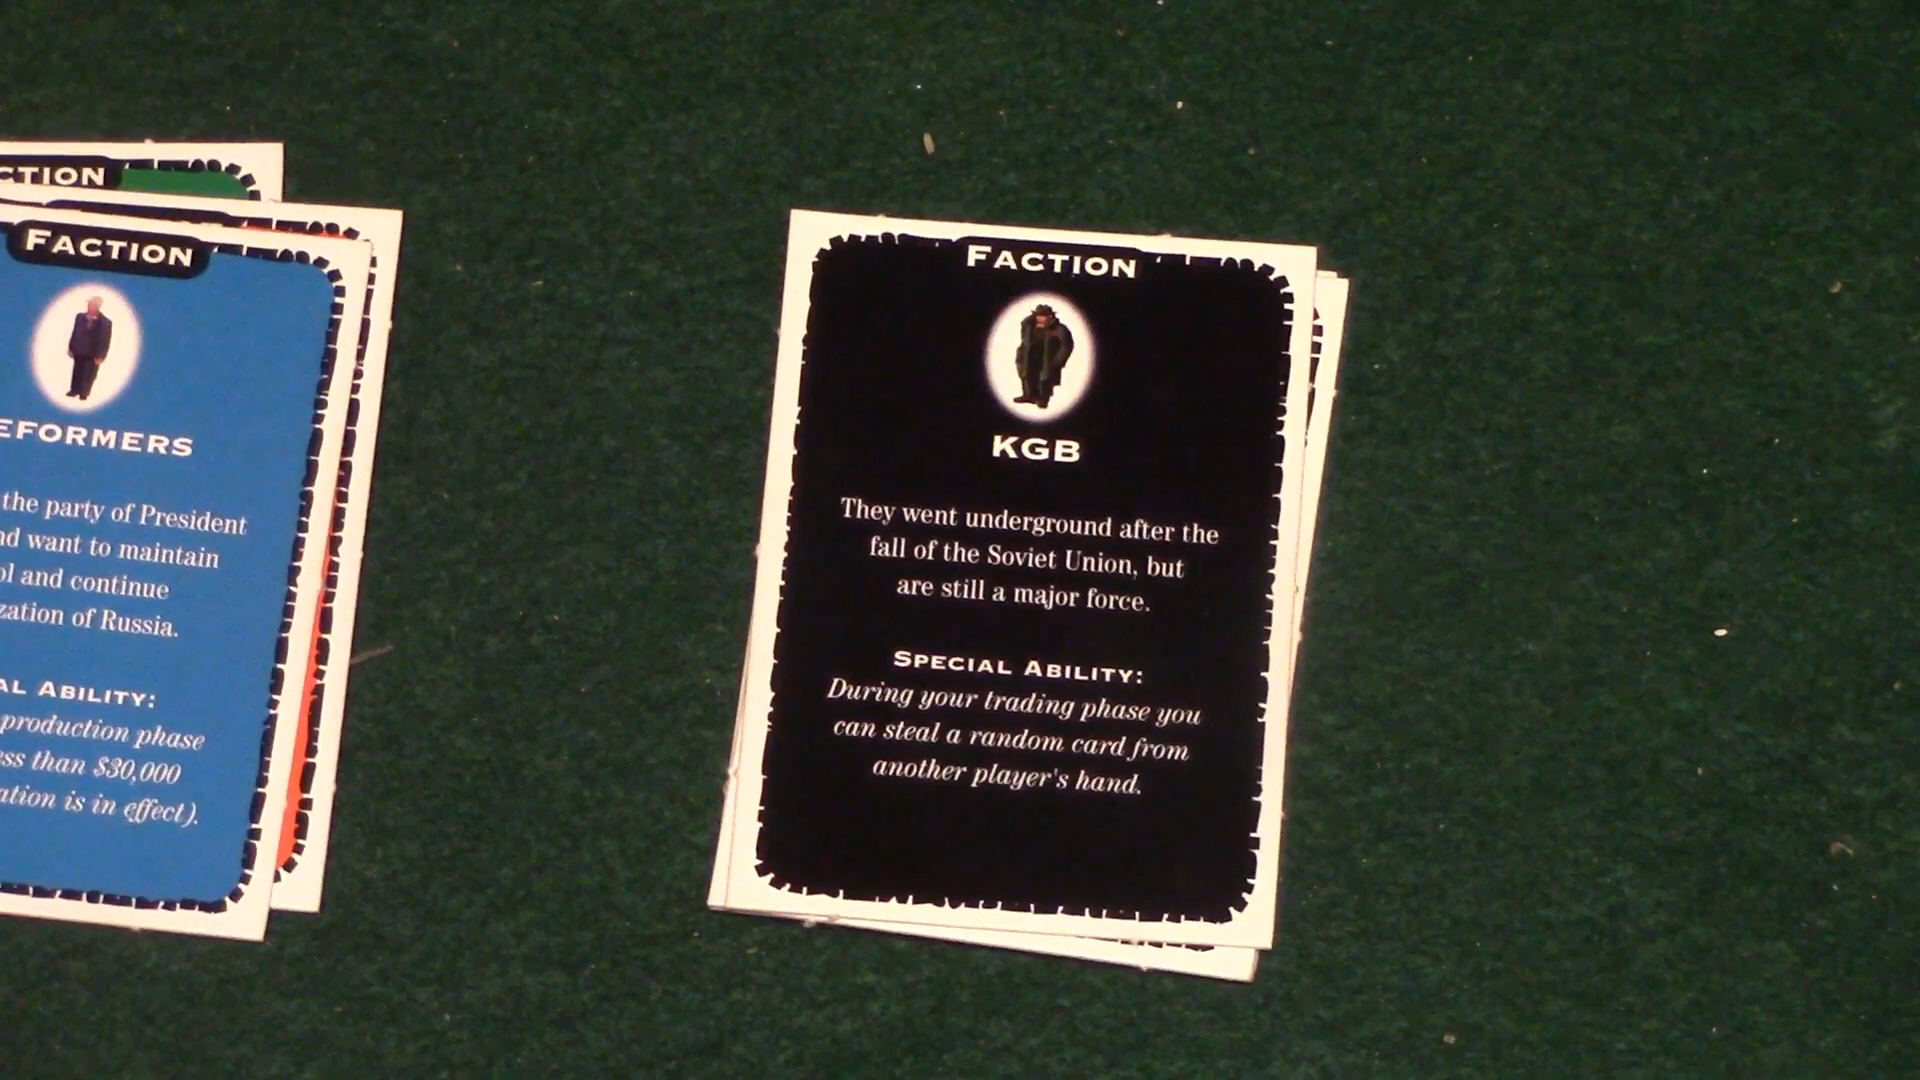 CTION
FACTION
EFORMERS
the party of President
nd want to maintain
ol and continue
zation of Russia.
AL ABILITY:
production phase
ess than $30,000
ation is in effect).
FACTION
KGB
They went underground after the
fall of the Soviet Union, but
are still a major force.
SPECIAL ABILITY:
During your trading phase you
can steal a random card from
another player's hand.